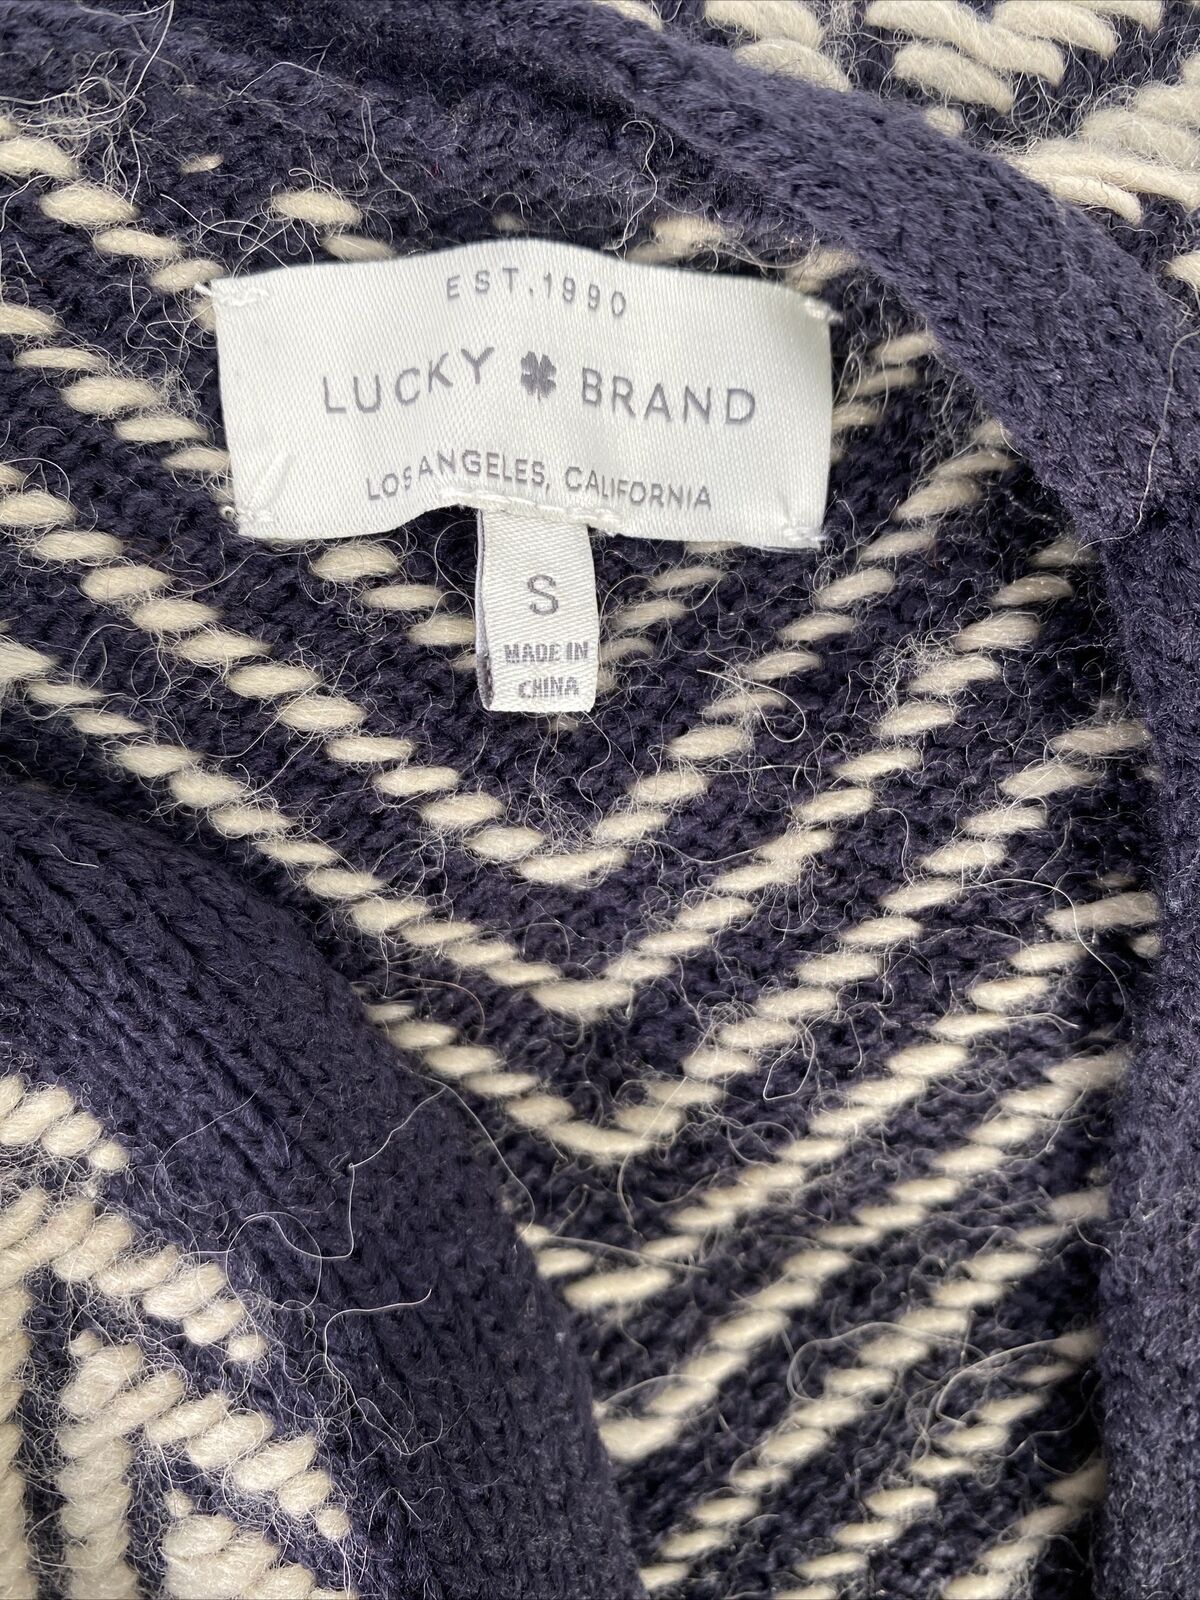 EST. 1990
LUCKY BRAND
LOS ANGELES, CALIFORNIA
S
MADE IN
CHINA